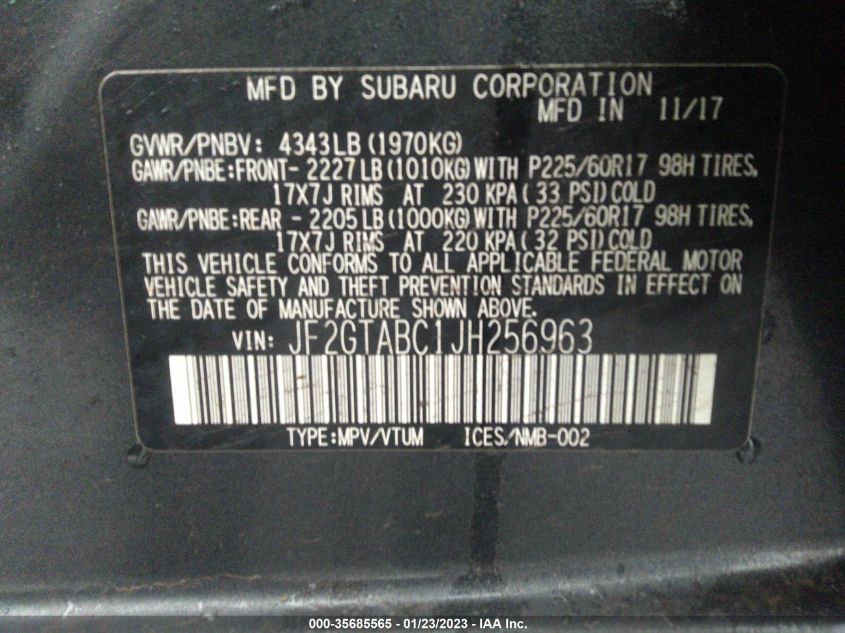 MFD BY SUBARU CORPORATION
MFD IN 11/17
GVWR/PNBV: 4343LB (1970KG)
GAWR/PNBE:FRONT- 2227LB (1010KG) WITH P225/60R17 98H TIRES,
17X7J RIMS AT 230 KPA ( 33 PSI) COLD
GAWR/PNBE:REAR - 2205LB (1000KG) WITH P225/60R17 98H TIRES,
17X7J RIMS AT 220 KPA ( 32 PSI) COLD
THIS VEHICLE CONFORMS TO ALL APPLICABLE FEDERAL MOTOR
VEHICLE SAFETY AND THEFT PREVENTION STANDARDS IN EFFECT ON
THE DATE OF MANUFACTURE SHOWN ABOVE.
VIN: JF2GTABC1JH256963
TYPE:MPV/VTUM ICES/NMB-002
000-35685565 - 01/23/2023 - IAA Inc.